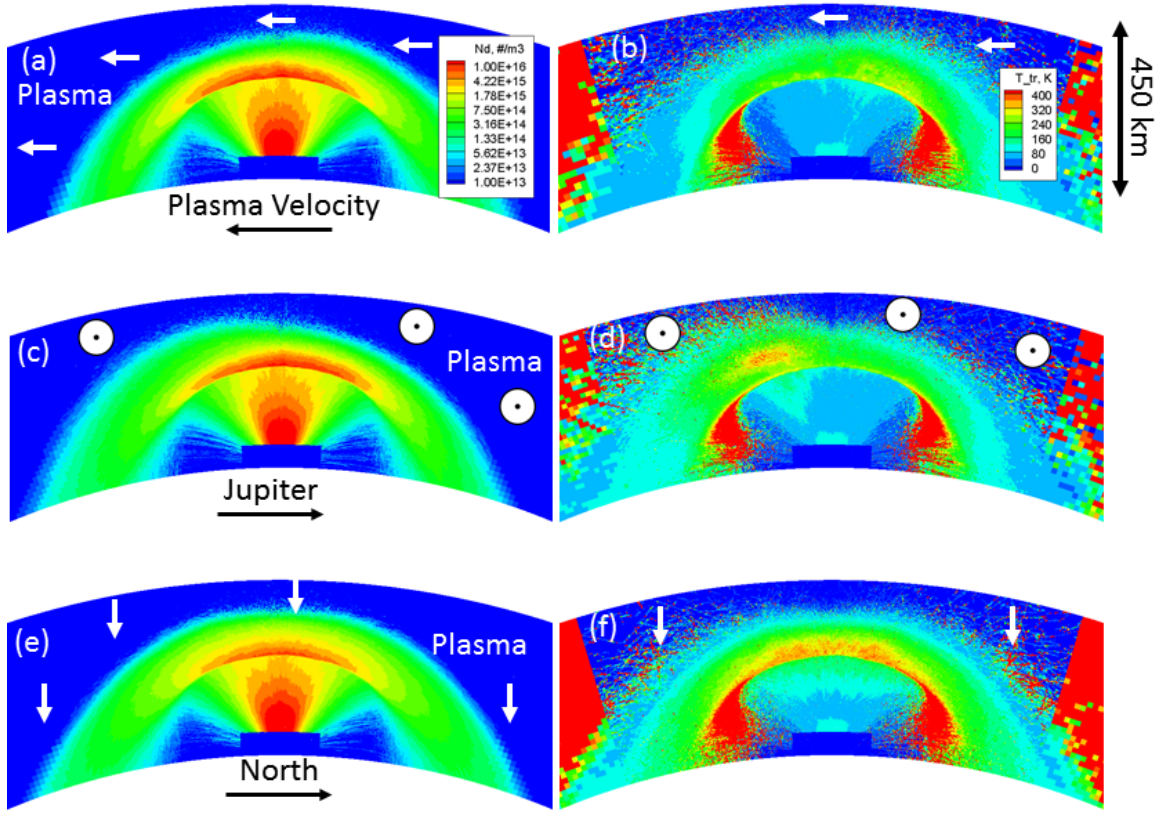 (a)
Plasma
Nd, #/m3
1.00E+16
4.22E+15
1.78E+15
7.50E+14
3.16E+14
1.33E+14
5.62E+13
2.37E+13
1.00E+13
Plasma Velocity
(b)
T_tr, K
400
320
240
160
80
0
450 km
(c)
Plasma
Jupiter
(d)
(e)
Plasma
North
(f)